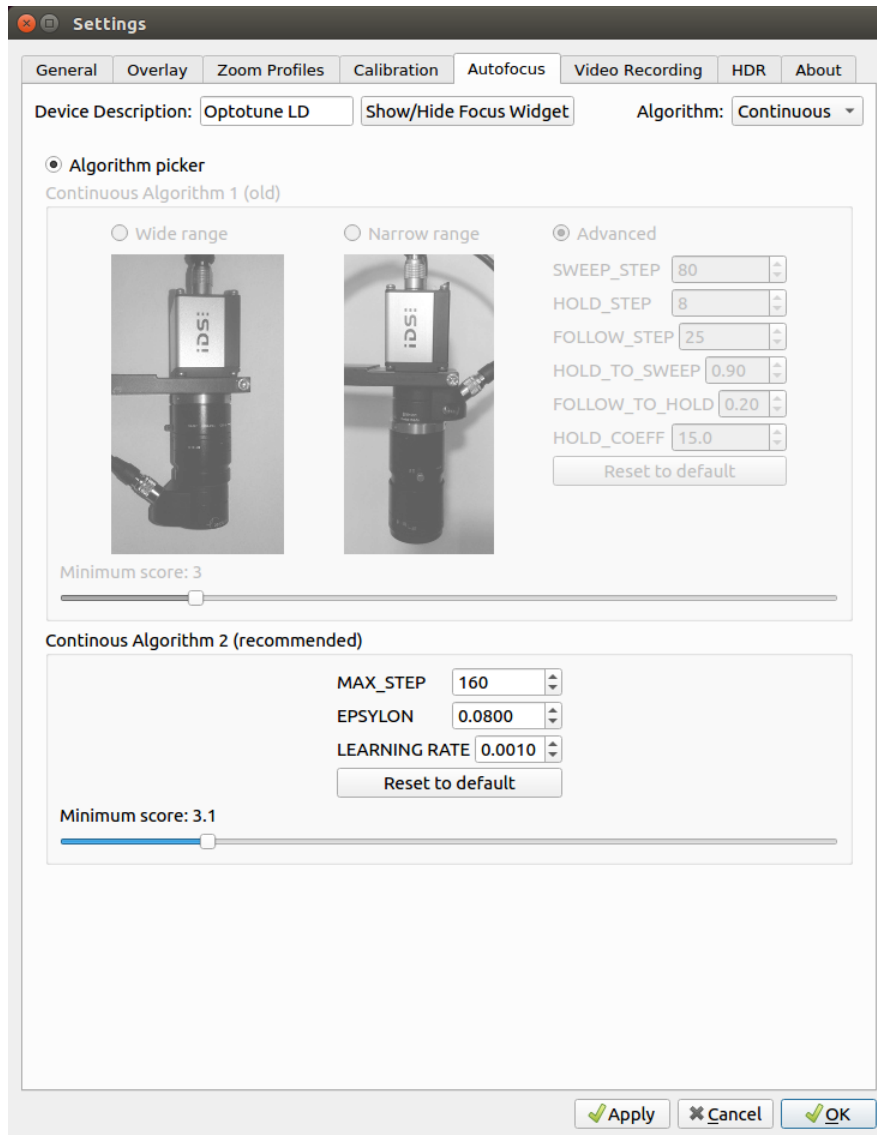 Settings
General Overlay Zoom Profiles Calibration Autofocus Video Recording HDR About
Device Description: Optotune LD Show/Hide Focus Widget Algorithm: Continuous
Algorithm picker
Continuous Algorithm 1 (old)
Wide range Narrow range Advanced
iDS:
iDS:
SWEEP_STEP 80
HOLD_STEP 8
FOLLOW_STEP 25
HOLD_TO_SWEEP 0.90
FOLLOW_TO_HOLD 0.20
HOLD_COEFF 15.0
Reset to default
Minimum score: 3
Continous Algorithm 2 (recommended)
MAX_STEP 160
EPSYLON 0.0800
LEARNING RATE 0.0010
Reset to default
Minimum score: 3.1
Apply Cancel OK